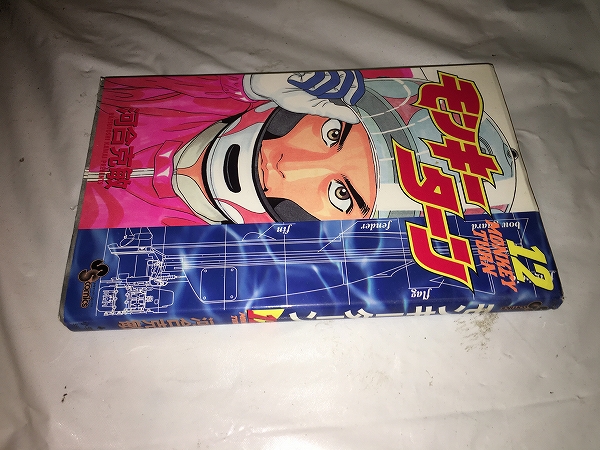 モンキーターン
12
MONKEY TURN
河合克敏
bow guard
fender
fin
flag
Comics
モンキーターン
河合克敏